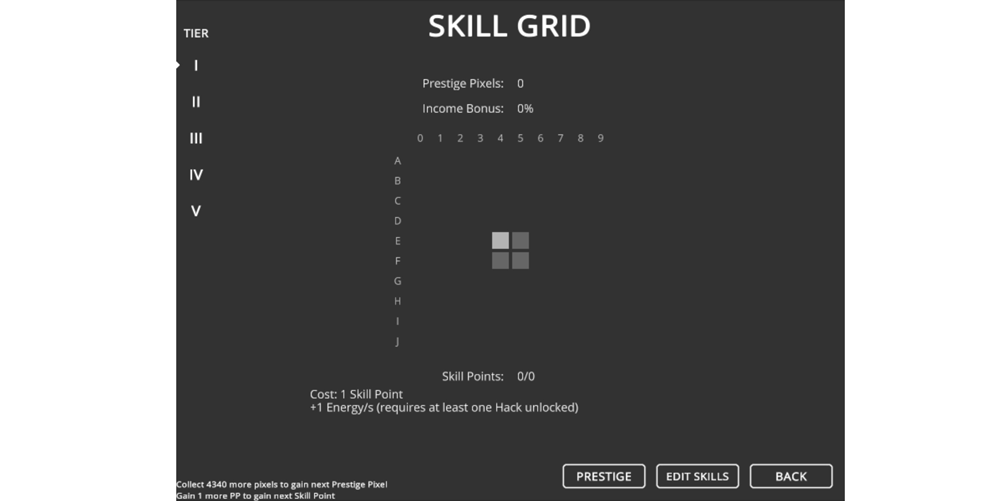 SKILL GRID
TIER
I
II
III
IV
V
Prestige Pixels: 0
Income Bonus: 0%
0 1 2 3 4 5 6 7 8 9
A
B
C
D
E
F
G
H
I
J
Skill Points: 0/0
Cost: 1 Skill Point
+1 Energy/s (requires at least one Hack unlocked)
PRESTIGE EDIT SKILLS BACK
Collect 4340 more pixels to gain next Prestige Pixel
Gain 1 more PP to gain next Skill Point